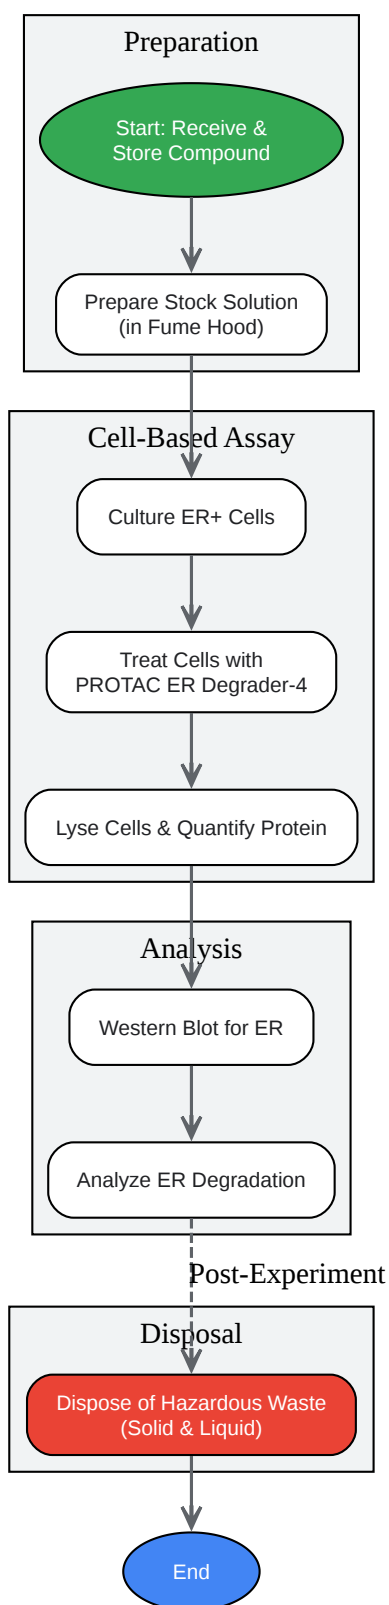 Preparation
Start: Receive &
Store Compound
Prepare Stock Solution
(in Fume Hood)
Cell-Based Assay
Culture ER+ Cells
Treat Cells with
PROTAC ER Degrader-4
Lyse Cells & Quantify Protein
Analysis
Western Blot for ER
Analyze ER Degradation
Post-Experiment
Disposal
Dispose of Hazardous Waste
(Solid & Liquid)
End